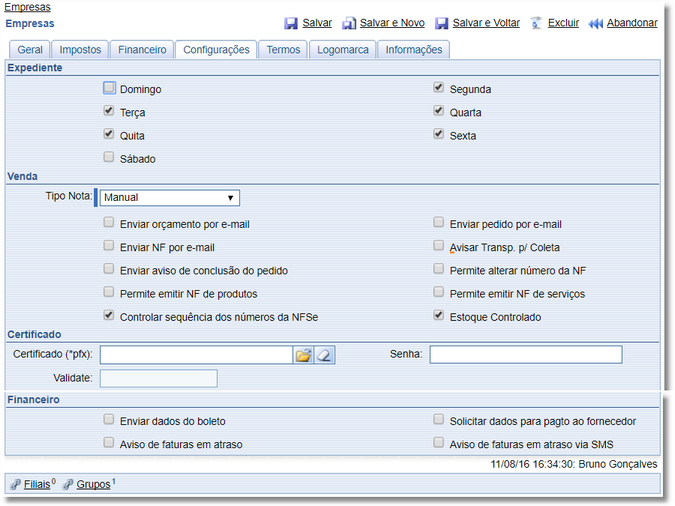 Empresas
Empresas Salvar Salvar e Novo Salvar e Voltar Excluir Abandonar
Geral Impostos Financeiro Configurações Termos Logomarca Informações
Expediente
Domingo Segunda
Terça Quarta
Quita Sexta
Sábado
Venda
Tipo Nota: Manual
Enviar orçamento por e-mail Enviar pedido por e-mail
Enviar NF por e-mail Avisar Transp. p/ Coleta
Enviar aviso de conclusão do pedido Permite alterar número da NF
Permite emitir NF de produtos Permite emitir NF de serviços
Controlar sequência dos números da NFSe Estoque Controlado
Certificado
Certificado (*pfx): Senha:
Validate:
Financeiro
Enviar dados do boleto Solicitar dados para pagto ao fornecedor
Aviso de faturas em atraso Aviso de faturas em atraso via SMS
11/08/16 16:34:30: Bruno Gonçalves
Filiais 0 Grupos 1